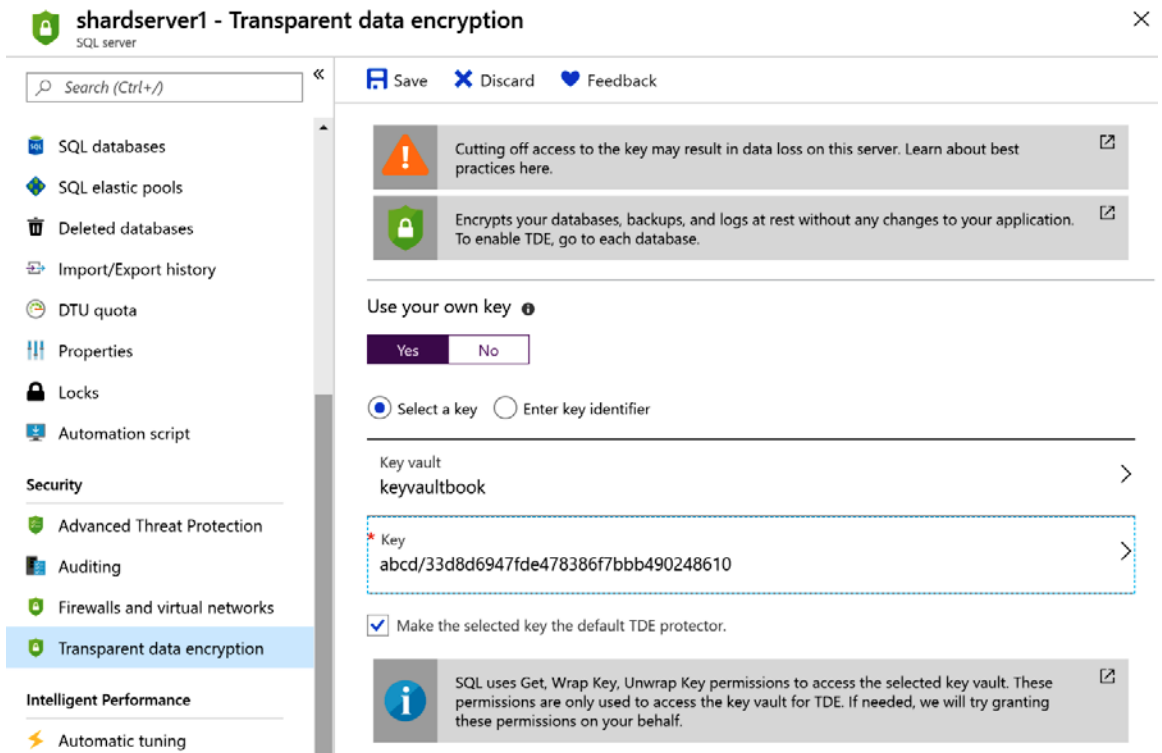 shardserver1 - Transparent data encryption
SQL server
Search (Ctrl+/)
SQL databases
SQL elastic pools
Deleted databases
Import/Export history
DTU quota
Properties
Locks
Automation script
Security
Advanced Threat Protection
Auditing
Firewalls and virtual networks
Transparent data encryption
Intelligent Performance
Automatic tuning
Save Discard Feedback
Cutting off access to the key may result in data loss on this server. Learn about best
practices here.
Encrypts your databases, backups, and logs at rest without any changes to your application.
To enable TDE, go to each database.
Use your own key
Yes No
Select a key Enter key identifier
Key vault
keyvaultbook
* Key
abcd/33d8d6947fde478386f7bbb490248610
Make the selected key the default TDE protector.
SQL uses Get, Wrap Key, Unwrap Key permissions to access the selected key vault. These
permissions are only used to access the key vault for TDE. If needed, we will try granting
these permissions on your behalf.